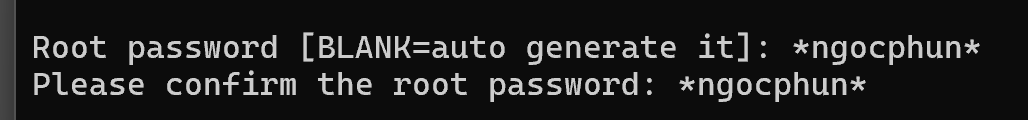 Root password [BLANK=auto generate it]: *ngocphun*
Please confirm the root password: *ngocphun*